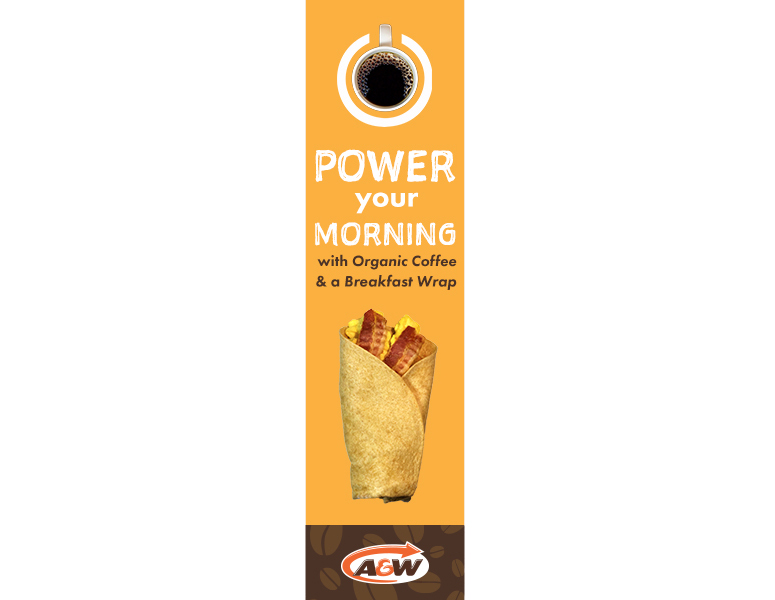 POWER
your
MORNING
with Organic Coffee
& a Breakfast Wrap
A&W